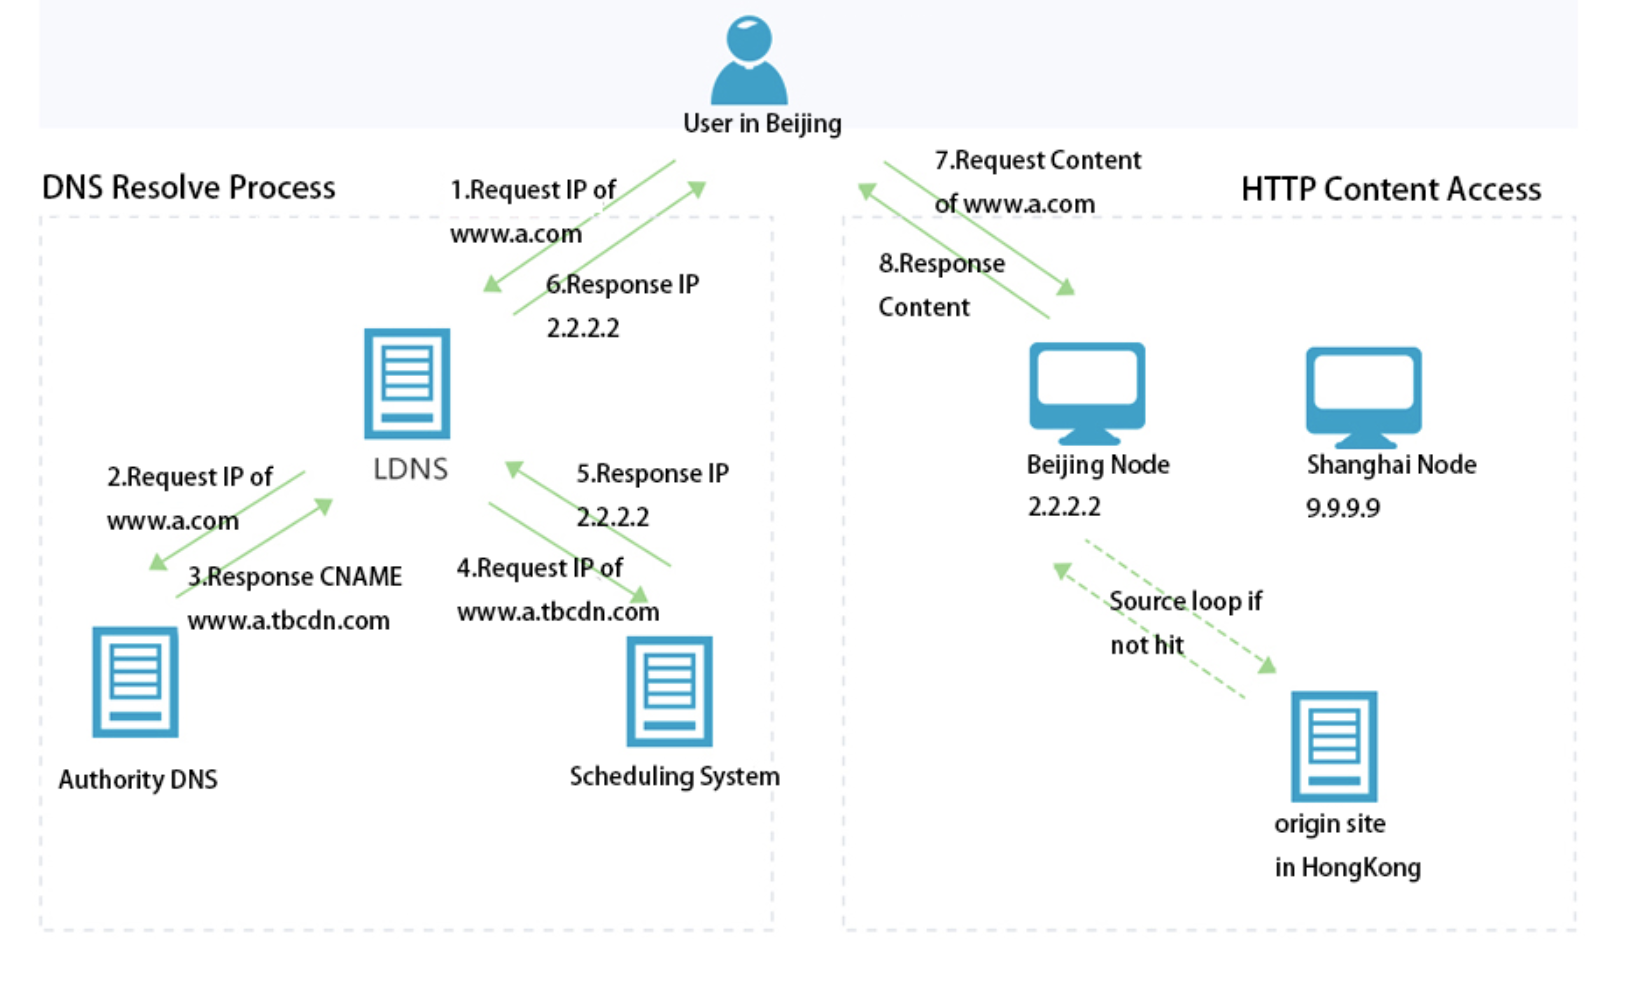 User in Beijing
DNS Resolve Process
1.Request IP of
www.a.com
6.Response IP
2.2.2.2
LDNS
2.Request IP of
www.a.com
3.Response CNAME
www.a.tbcdn.com
5.Response IP
2.2.2.2
4.Request IP of
www.a.tbcdn.com
Authority DNS
Scheduling System
HTTP Content Access
7.Request Content
of www.a.com
8.Response
Content
Beijing Node
2.2.2.2
Shanghai Node
9.9.9.9
Source loop if
not hit
origin site
in HongKong